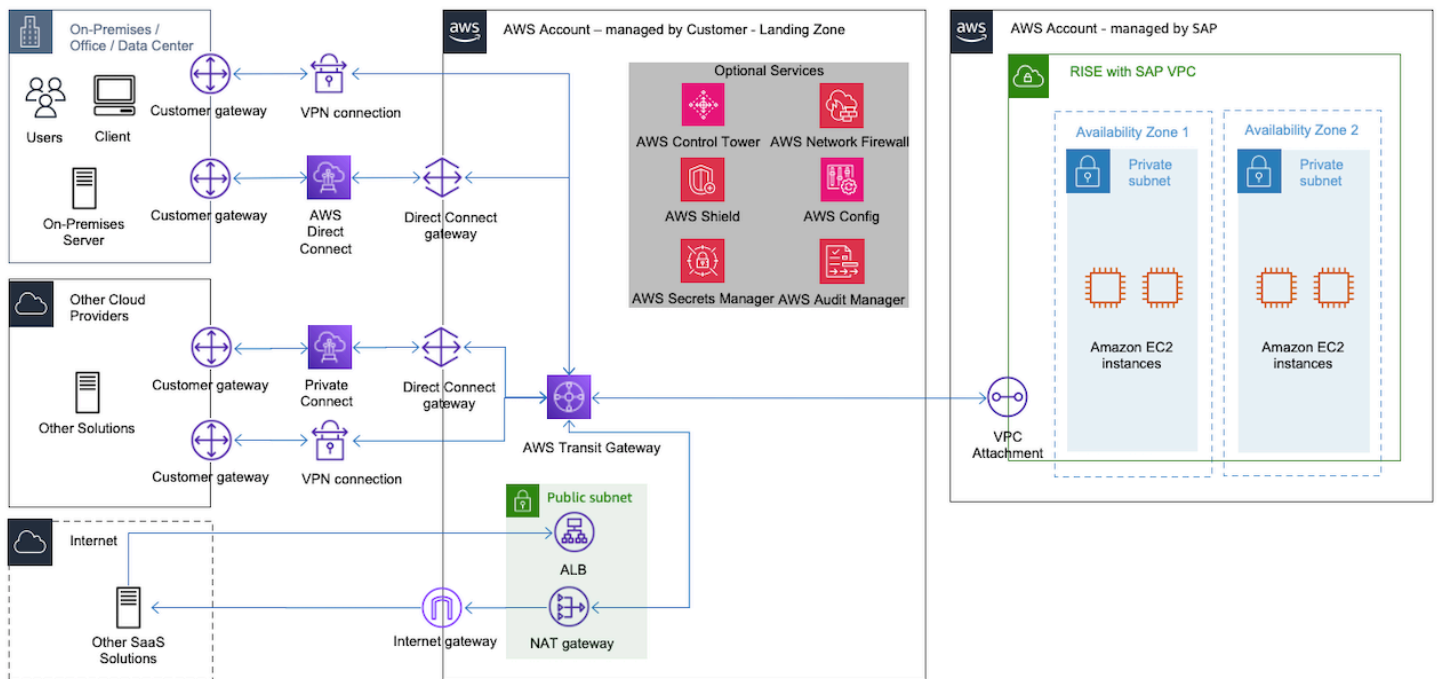 On-Premises /
Office / Data Center
Users
Client
On-Premises
Server
Customer gateway
VPN connection
Customer gateway
AWS
Direct
Connect
Direct Connect
gateway
Other Cloud
Providers
Other Solutions
Customer gateway
Private
Connect
Direct Connect
gateway
Customer gateway
VPN connection
Internet
Other SaaS
Solutions
Internet gateway
aws
AWS Account – managed by Customer - Landing Zone
Optional Services
AWS Control Tower
AWS Network Firewall
AWS Shield
AWS Config
AWS Secrets Manager
AWS Audit Manager
AWS Transit Gateway
Public subnet
ALB
NAT gateway
aws
AWS Account - managed by SAP
RISE with SAP VPC
Availability Zone 1
Private
subnet
Amazon EC2
instances
Availability Zone 2
Private
subnet
Amazon EC2
instances
VPC
Attachment